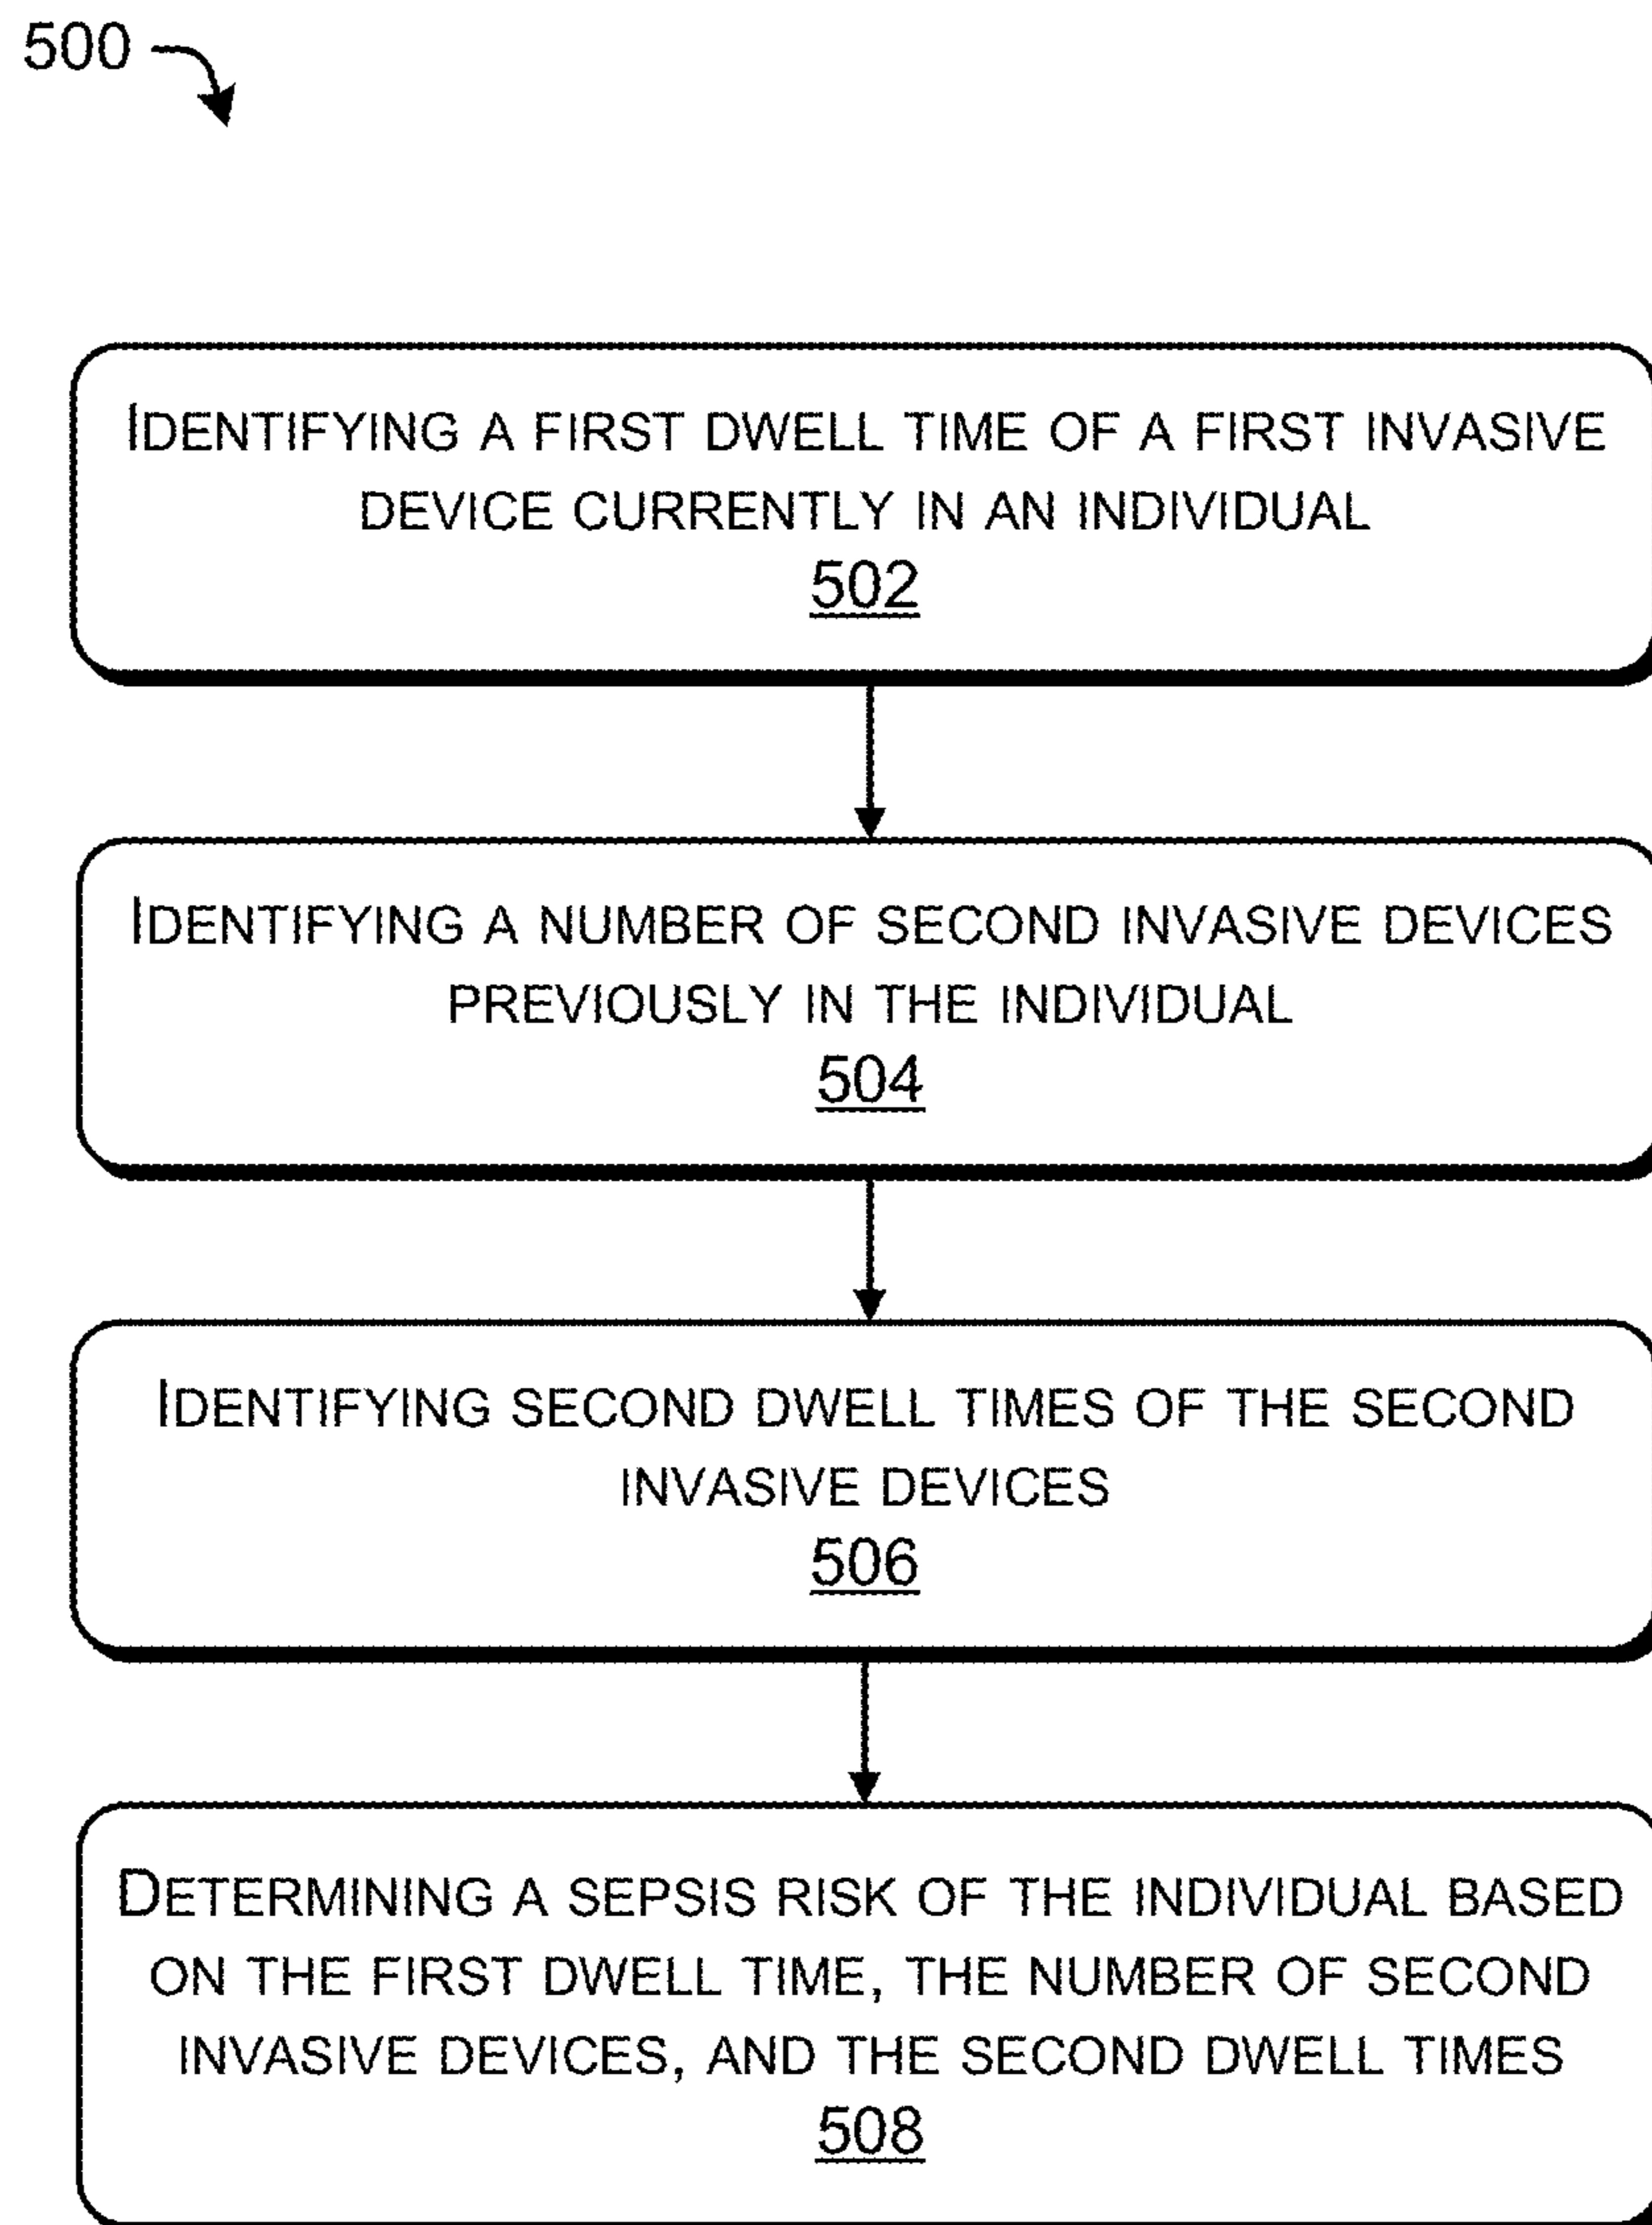 500
IDENTIFYING A FIRST DWELL TIME OF A FIRST INVASIVE
DEVICE CURRENTLY IN AN INDIVIDUAL
502
IDENTIFYING A NUMBER OF SECOND INVASIVE DEVICES
PREVIOUSLY IN THE INDIVIDUAL
504
IDENTIFYING SECOND DWELL TIMES OF THE SECOND
INVASIVE DEVICES
506
DETERMINING A SEPSIS RISK OF THE INDIVIDUAL BASED
ON THE FIRST DWELL TIME, THE NUMBER OF SECOND
INVASIVE DEVICES, AND THE SECOND DWELL TIMES
508